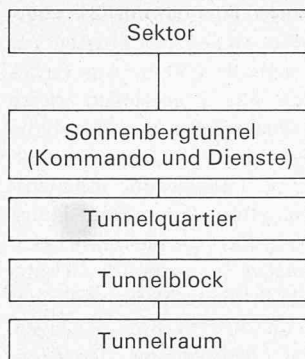 Sektor
Sonnenbergtunnel
(Kommando und Dienste)
Tunnelquartier
Tunnelblock
Tunnelraum